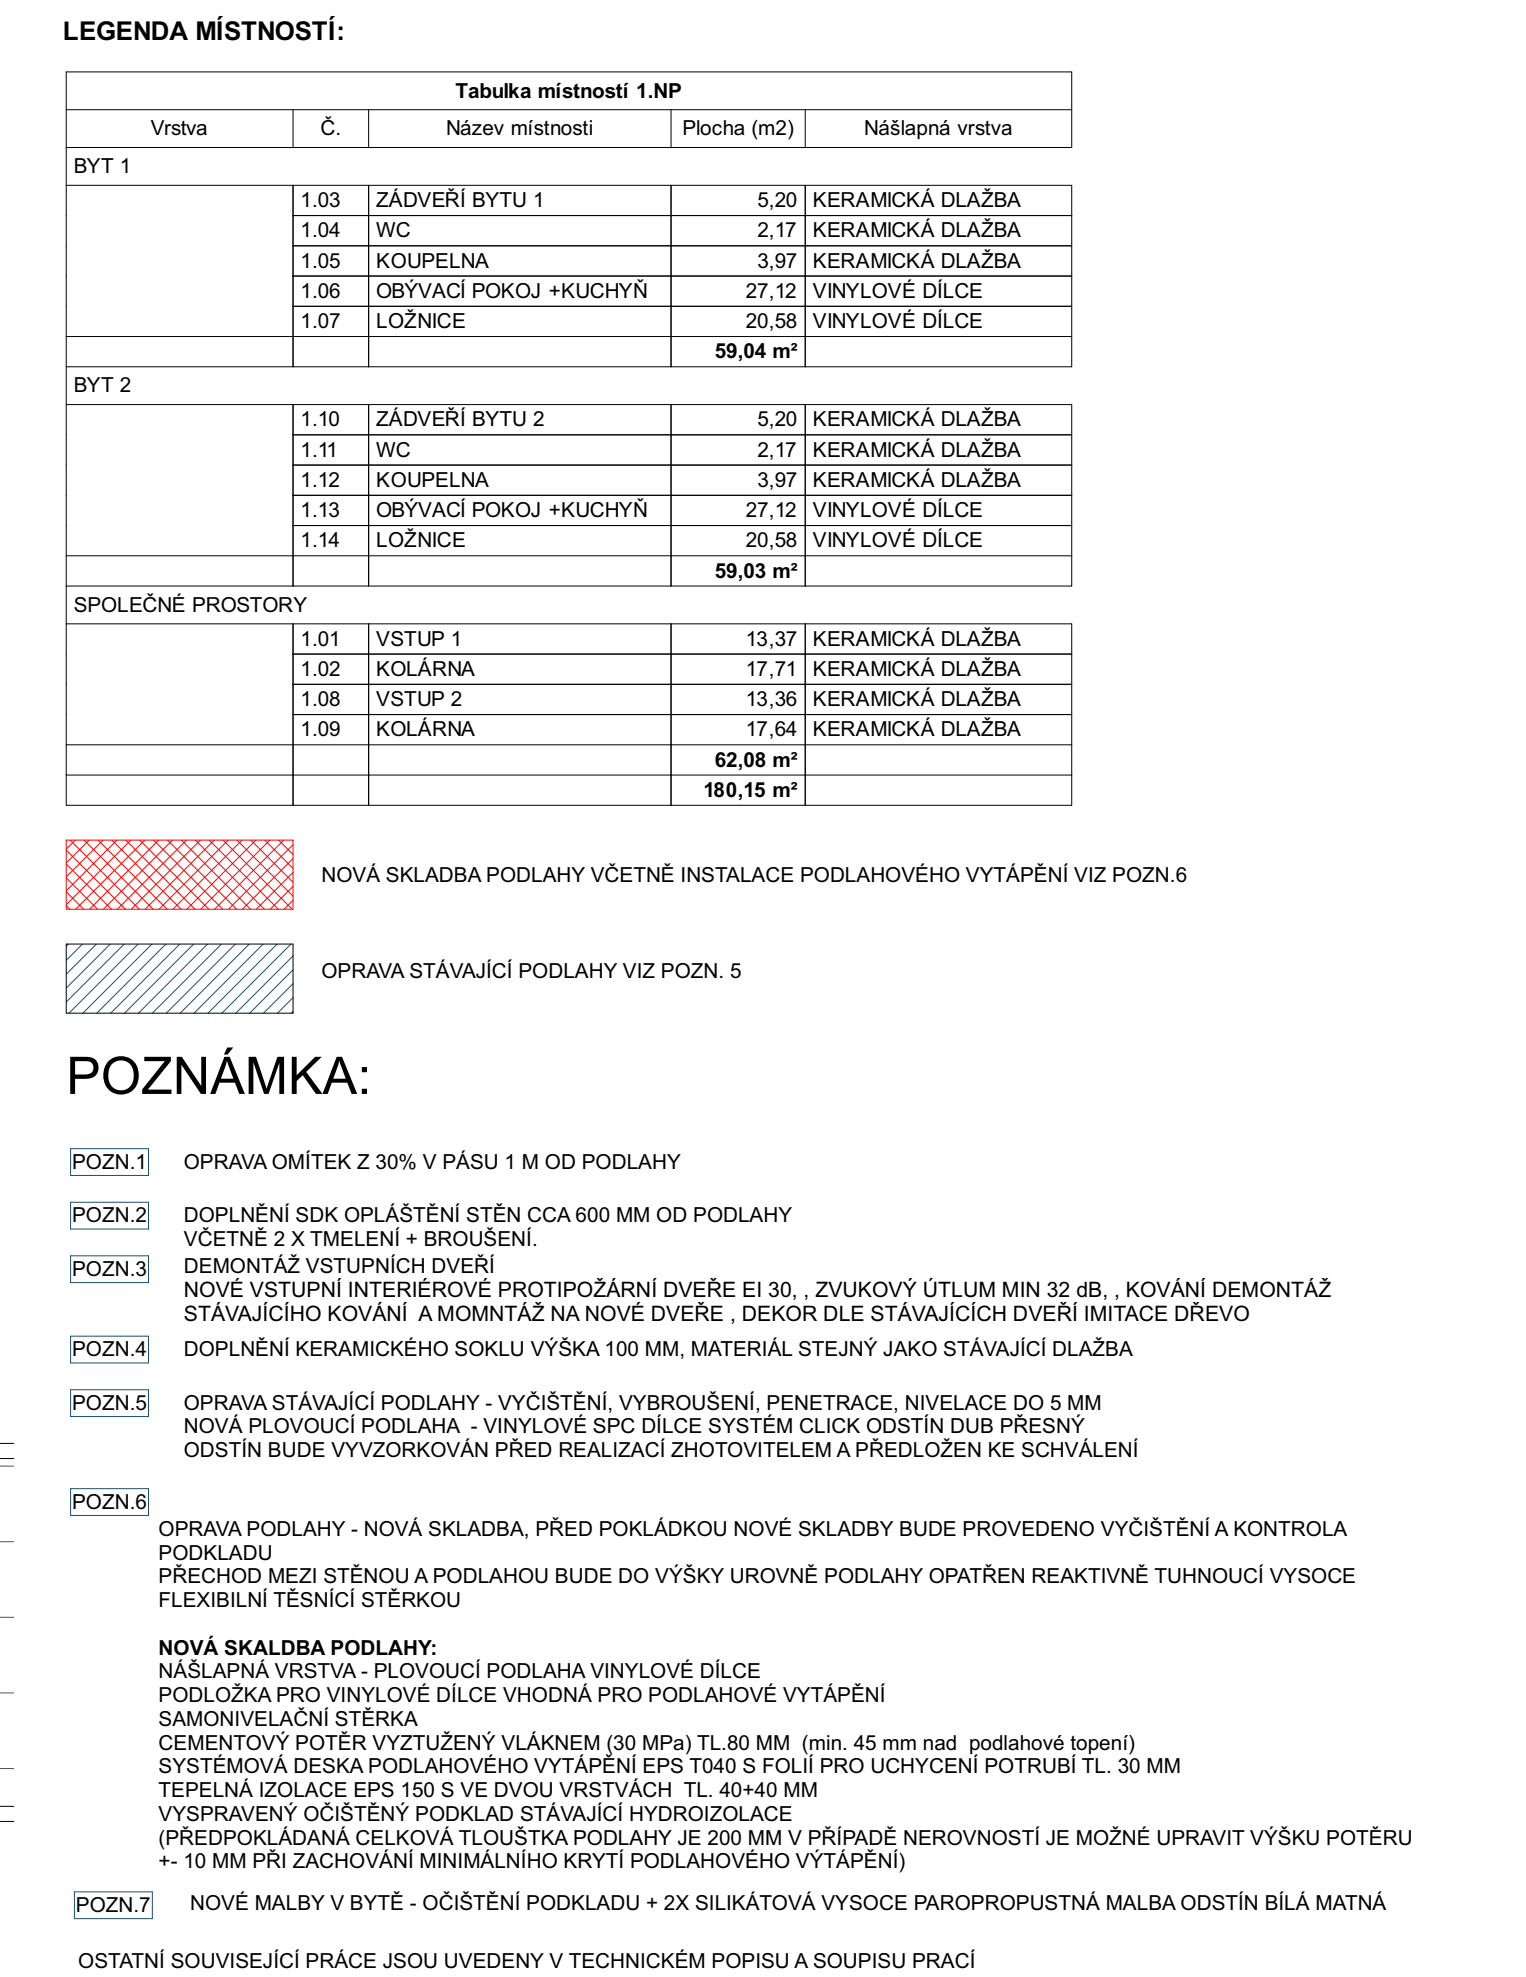 LEGENDA MÍSTNOSTÍ:
Tabulka místností 1.NP
Vrstva Č. Název místnosti Plocha (m2) Nášlapná vrstva
BYT 1
1.03 ZÁDVEŘÍ BYTU 1 5,20 KERAMICKÁ DLAŽBA
1.04 WC 2,17 KERAMICKÁ DLAŽBA
1.05 KOUPELNA 3,97 KERAMICKÁ DLAŽBA
1.06 OBÝVACÍ POKOJ +KUCHYŇ 27,12 VINYLOVÉ DÍLCE
1.07 LOŽNICE 20,58 VINYLOVÉ DÍLCE
59,04 m²
BYT 2
1.10 ZÁDVEŘÍ BYTU 2 5,20 KERAMICKÁ DLAŽBA
1.11 WC 2,17 KERAMICKÁ DLAŽBA
1.12 KOUPELNA 3,97 KERAMICKÁ DLAŽBA
1.13 OBÝVACÍ POKOJ +KUCHYŇ 27,12 VINYLOVÉ DÍLCE
1.14 LOŽNICE 20,58 VINYLOVÉ DÍLCE
59,03 m²
SPOLEČNÉ PROSTORY
1.01 VSTUP 1 13,37 KERAMICKÁ DLAŽBA
1.02 KOLÁRNA 17,71 KERAMICKÁ DLAŽBA
1.08 VSTUP 2 13,36 KERAMICKÁ DLAŽBA
1.09 KOLÁRNA 17,64 KERAMICKÁ DLAŽBA
62,08 m²
180,15 m²
NOVÁ SKLADBA PODLAHY VČETNĚ INSTALACE PODLAHOVÉHO VYTÁPĚNÍ VIZ POZN.6
OPRAVA STÁVAJÍCÍ PODLAHY VIZ POZN. 5
POZNÁMKA:
POZN.1 OPRAVA OMÍTEK Z 30% V PÁSU 1 M OD PODLAHY
POZN.2 DOPLNĚNÍ SDK OPLÁŠTĚNÍ STĚN CCA 600 MM OD PODLAHY
VČETNĚ 2 X TMELENÍ + BROUŠENÍ.
POZN.3 DEMONTÁŽ VSTUPNÍCH DVEŘÍ
NOVÉ VSTUPNÍ INTERIÉROVÉ PROTIPOŽÁRNÍ DVEŘE EI 30, , ZVUKOVÝ ÚTLUM MIN 32 dB, , KOVÁNÍ DEMONTÁŽ
STÁVAJÍCÍHO KOVÁNÍ A MOMNTÁŽ NA NOVÉ DVEŘE , DEKOR DLE STÁVAJÍCÍCH DVEŘÍ IMITACE DŘEVO
POZN.4 DOPLNĚNÍ KERAMICKÉHO SOKLU VÝŠKA 100 MM, MATERIÁL STEJNÝ JAKO STÁVAJÍCÍ DLAŽBA
POZN.5 OPRAVA STÁVAJÍCÍ PODLAHY - VYČIŠTĚNÍ, VYBROUŠENÍ, PENETRACE, NIVELACE DO 5 MM
NOVÁ PLOVOUCÍ PODLAHA - VINYLOVÉ SPC DÍLCE SYSTÉM CLICK ODSTÍN DUB PŘESNÝ
ODSTÍN BUDE VYVZORKOVÁN PŘED REALIZACÍ ZHOTOVITELEM A PŘEDLOŽEN KE SCHVÁLENÍ
POZN.6
OPRAVA PODLAHY - NOVÁ SKLADBA, PŘED POKLÁDKOU NOVÉ SKLADBY BUDE PROVEDENO VYČIŠTĚNÍ A KONTROLA
PODKLADU
PŘECHOD MEZI STĚNOU A PODLAHOU BUDE DO VÝŠKY UROVNĚ PODLAHY OPATŘEN REAKTIVNĚ TUHNOUCÍ VYSOCE
FLEXIBILNÍ TĚSNÍCÍ STĚRKOU
NOVÁ SKALDBA PODLAHY:
NÁŠLAPNÁ VRSTVA - PLOVOUCÍ PODLAHA VINYLOVÉ DÍLCE
PODLOŽKA PRO VINYLOVÉ DÍLCE VHODNÁ PRO PODLAHOVÉ VYTÁPĚNÍ
SAMONIVELAČNÍ STĚRKA
CEMENTOVÝ POTĚR VYZTUŽENÝ VLÁKNEM (30 MPa) TL.80 MM (min. 45 mm nad podlahové topení)
SYSTÉMOVÁ DESKA PODLAHOVÉHO VYTÁPĚNÍ EPS T040 S FOLIÍ PRO UCHYCENÍ POTRUBÍ TL. 30 MM
TEPELNÁ IZOLACE EPS 150 S VE DVOU VRSTVÁCH TL. 40+40 MM
VYSPRAVENÝ OČIŠTĚNÝ PODKLAD STÁVAJÍCÍ HYDROIZOLACE
(PŘEDPOKLÁDANÁ CELKOVÁ TLOUŠTKA PODLAHY JE 200 MM V PŘÍPADĚ NEROVNOSTÍ JE MOŽNÉ UPRAVIT VÝŠKU POTĚRU
+- 10 MM PŘI ZACHOVÁNÍ MINIMÁLNÍHO KRYTÍ PODLAHOVÉHO VÝTÁPĚNÍ)
POZN.7 NOVÉ MALBY V BYTĚ - OČIŠTĚNÍ PODKLADU + 2X SILIKÁTOVÁ VYSOCE PAROPROPUSTNÁ MALBA ODSTÍN BÍLÁ MATNÁ
OSTATNÍ SOUVISEJÍCÍ PRÁCE JSOU UVEDENY V TECHNICKÉM POPISU A SOUPISU PRACÍ